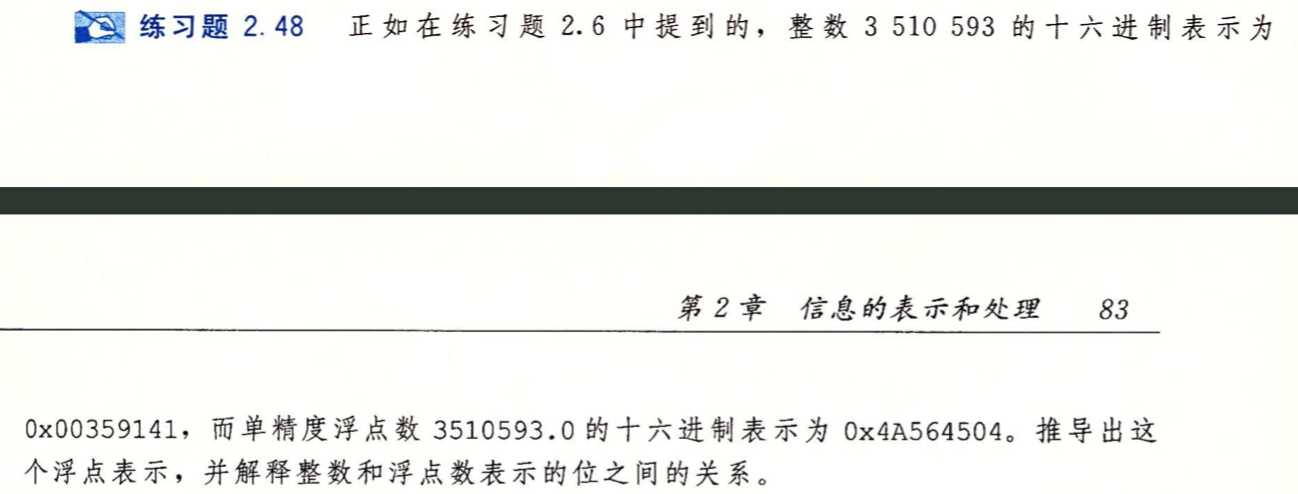 练习题 2.48 正如在练习题 2.6 中提到的，整数 3 510 593 的十六进制表示为
第 2 章 信息的表示和处理 83
0x00359141，而单精度浮点数 3510593.0 的十六进制表示为 0x4A564504。推导出这
个浮点表示，并解释整数和浮点数表示的位之间的关系。